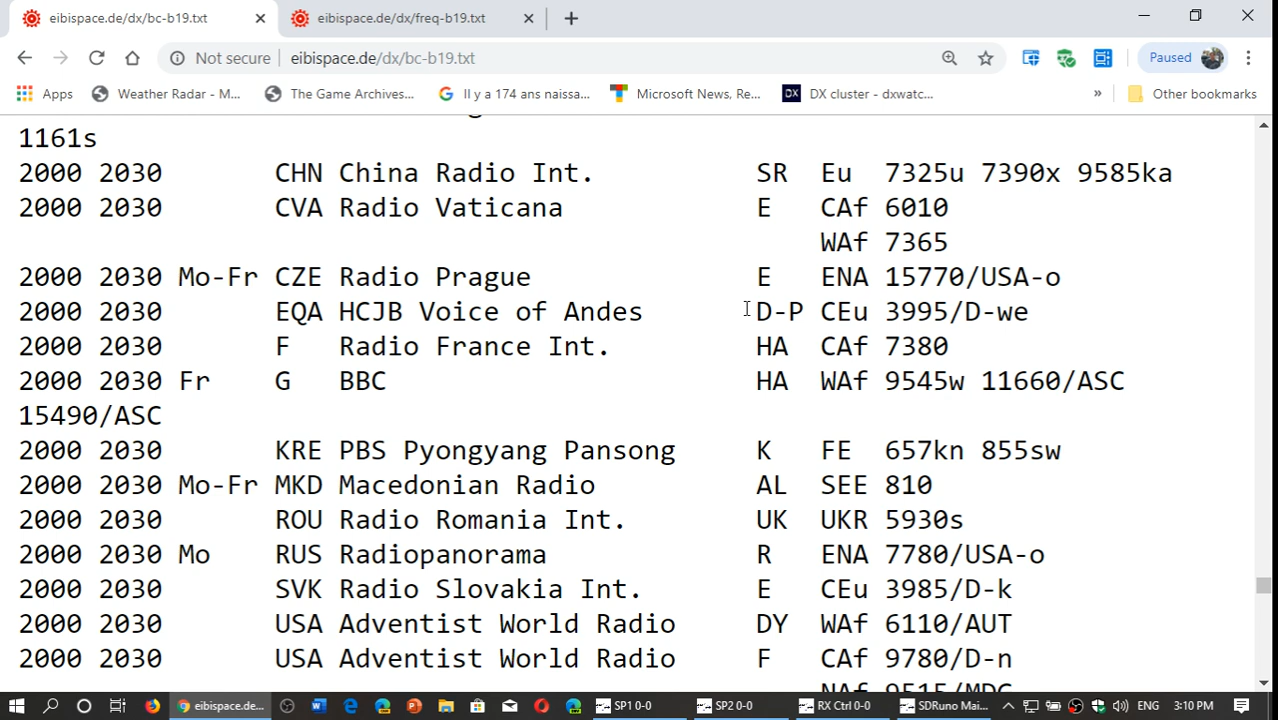 eibispace.de/dx/bc-b19.txt
eibispace.de/dx/freq-b19.txt
Not secure eibispace.de/dx/bc-b19.txt Paused
Apps Weather Radar - M... The Game Archives... Il y a 174 ans naissa... Microsoft News, Re... DX DX cluster - dxwatc... » Other bookmarks
1161s
2000 2030 CHN China Radio Int. SR Eu 7325u 7390x 9585ka
2000 2030 CVA Radio Vaticana E CAf 6010
WAf 7365
2000 2030 Mo-Fr CZE Radio Prague E ENA 15770/USA-o
2000 2030 EQA HCJB Voice of Andes D-P CEu 3995/D-we
2000 2030 F Radio France Int. HA CAf 7380
2000 2030 Fr G BBC HA WAf 9545w 11660/ASC
15490/ASC
2000 2030 KRE PBS Pyongyang Pansong K FE 657kn 855sw
2000 2030 Mo-Fr MKD Macedonian Radio AL SEE 810
2000 2030 ROU Radio Romania Int. UK UKR 5930s
2000 2030 Mo RUS Radiopanorama R ENA 7780/USA-o
2000 2030 SVK Radio Slovakia Int. E CEu 3985/D-k
2000 2030 USA Adventist World Radio DY WAf 6110/AUT
2000 2030 USA Adventist World Radio F CAf 9780/D-n
NAf 9515/MDG
eibispace.de... SP1 0-0 SP2 0-0 RX Ctrl 0-0 SDRuno Mai... ENG 3:10 PM